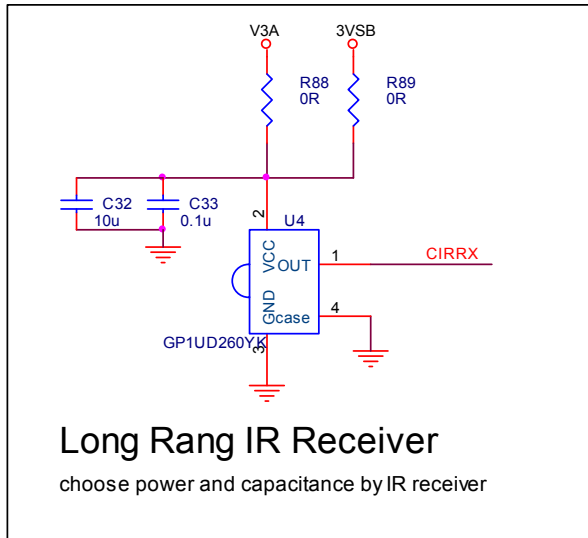 V3A 3VSB
R88 R89
0R 0R
C32 C33
10u 0.1u
2 U4
VCC
OUT 1 CIRRX
GND
case 4
GP1UD260YK
3
Long Rang IR Receiver
choose power and capacitance by IR receiver